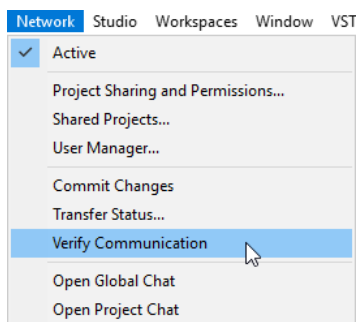 Network Studio Workspaces Window VST
Active
Project Sharing and Permissions...
Shared Projects...
User Manager...
Commit Changes
Transfer Status...
Verify Communication
Open Global Chat
Open Project Chat